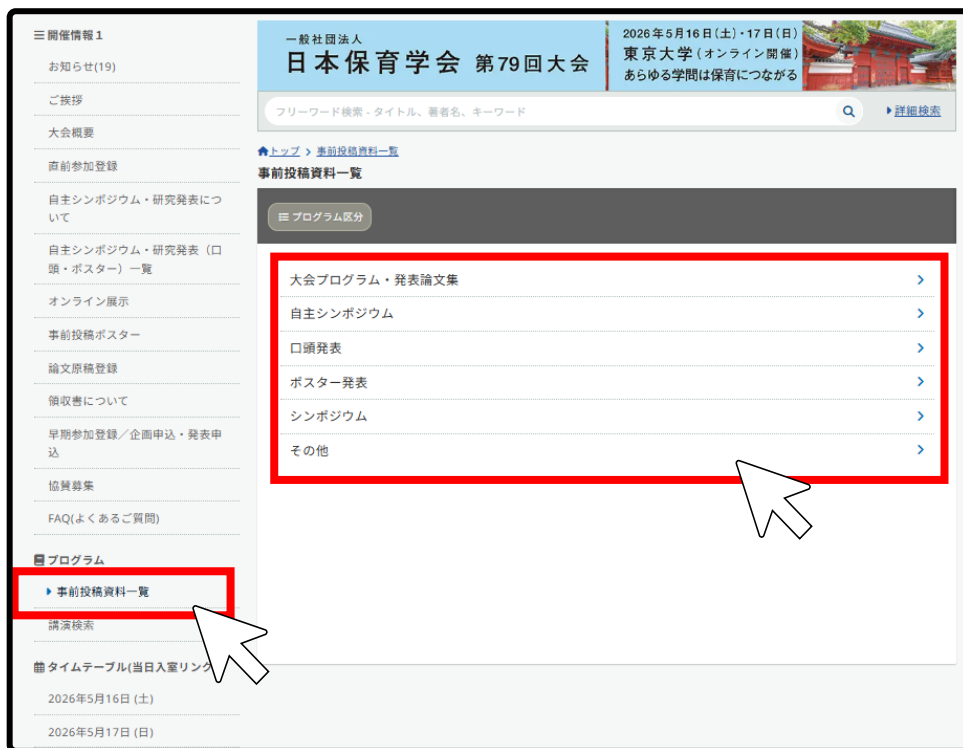 開催情報1
お知らせ(19)
ご挨拶
大会概要
直前参加登録
自主シンポジウム・研究発表につ
いて
自主シンポジウム・研究発表（口
頭・ポスター）一覧
オンライン展示
事前投稿ポスター
論文原稿登録
領収書について
早期参加登録／企画申込・発表申
込
協賛募集
FAQ(よくあるご質問)
プログラム
事前投稿資料一覧
講演検索
タイムテーブル(当日入室リンク
2026年5月16日 (土)
2026年5月17日 (日)
一般社団法人
日本保育学会 第79回大会
2026年5月16日(土)・17日(日)
東京大学(オンライン開催)
あらゆる学問は保育につながる
フリーワード検索 - タイトル、著者名、キーワード
詳細検索
トップ > 事前投稿資料一覧
事前投稿資料一覧
プログラム区分
大会プログラム・発表論文集
自主シンポジウム
口頭発表
ポスター発表
シンポジウム
その他